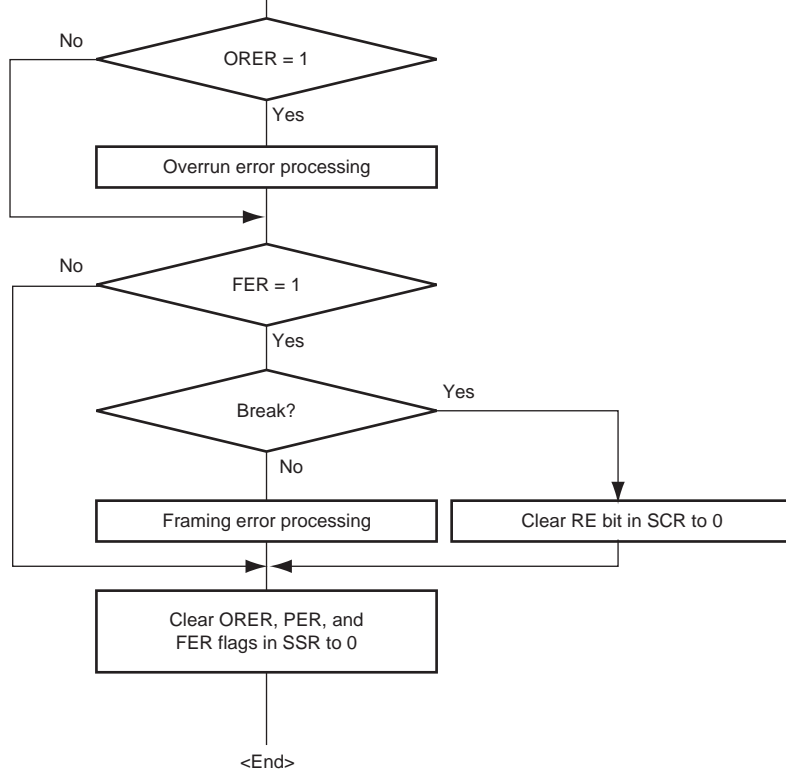 No
ORER = 1
Yes
Overrun error processing
No
FER = 1
Yes
Break?
Yes
No
Framing error processing
Clear RE bit in SCR to 0
Clear ORER, PER, and
FER flags in SSR to 0
<End>